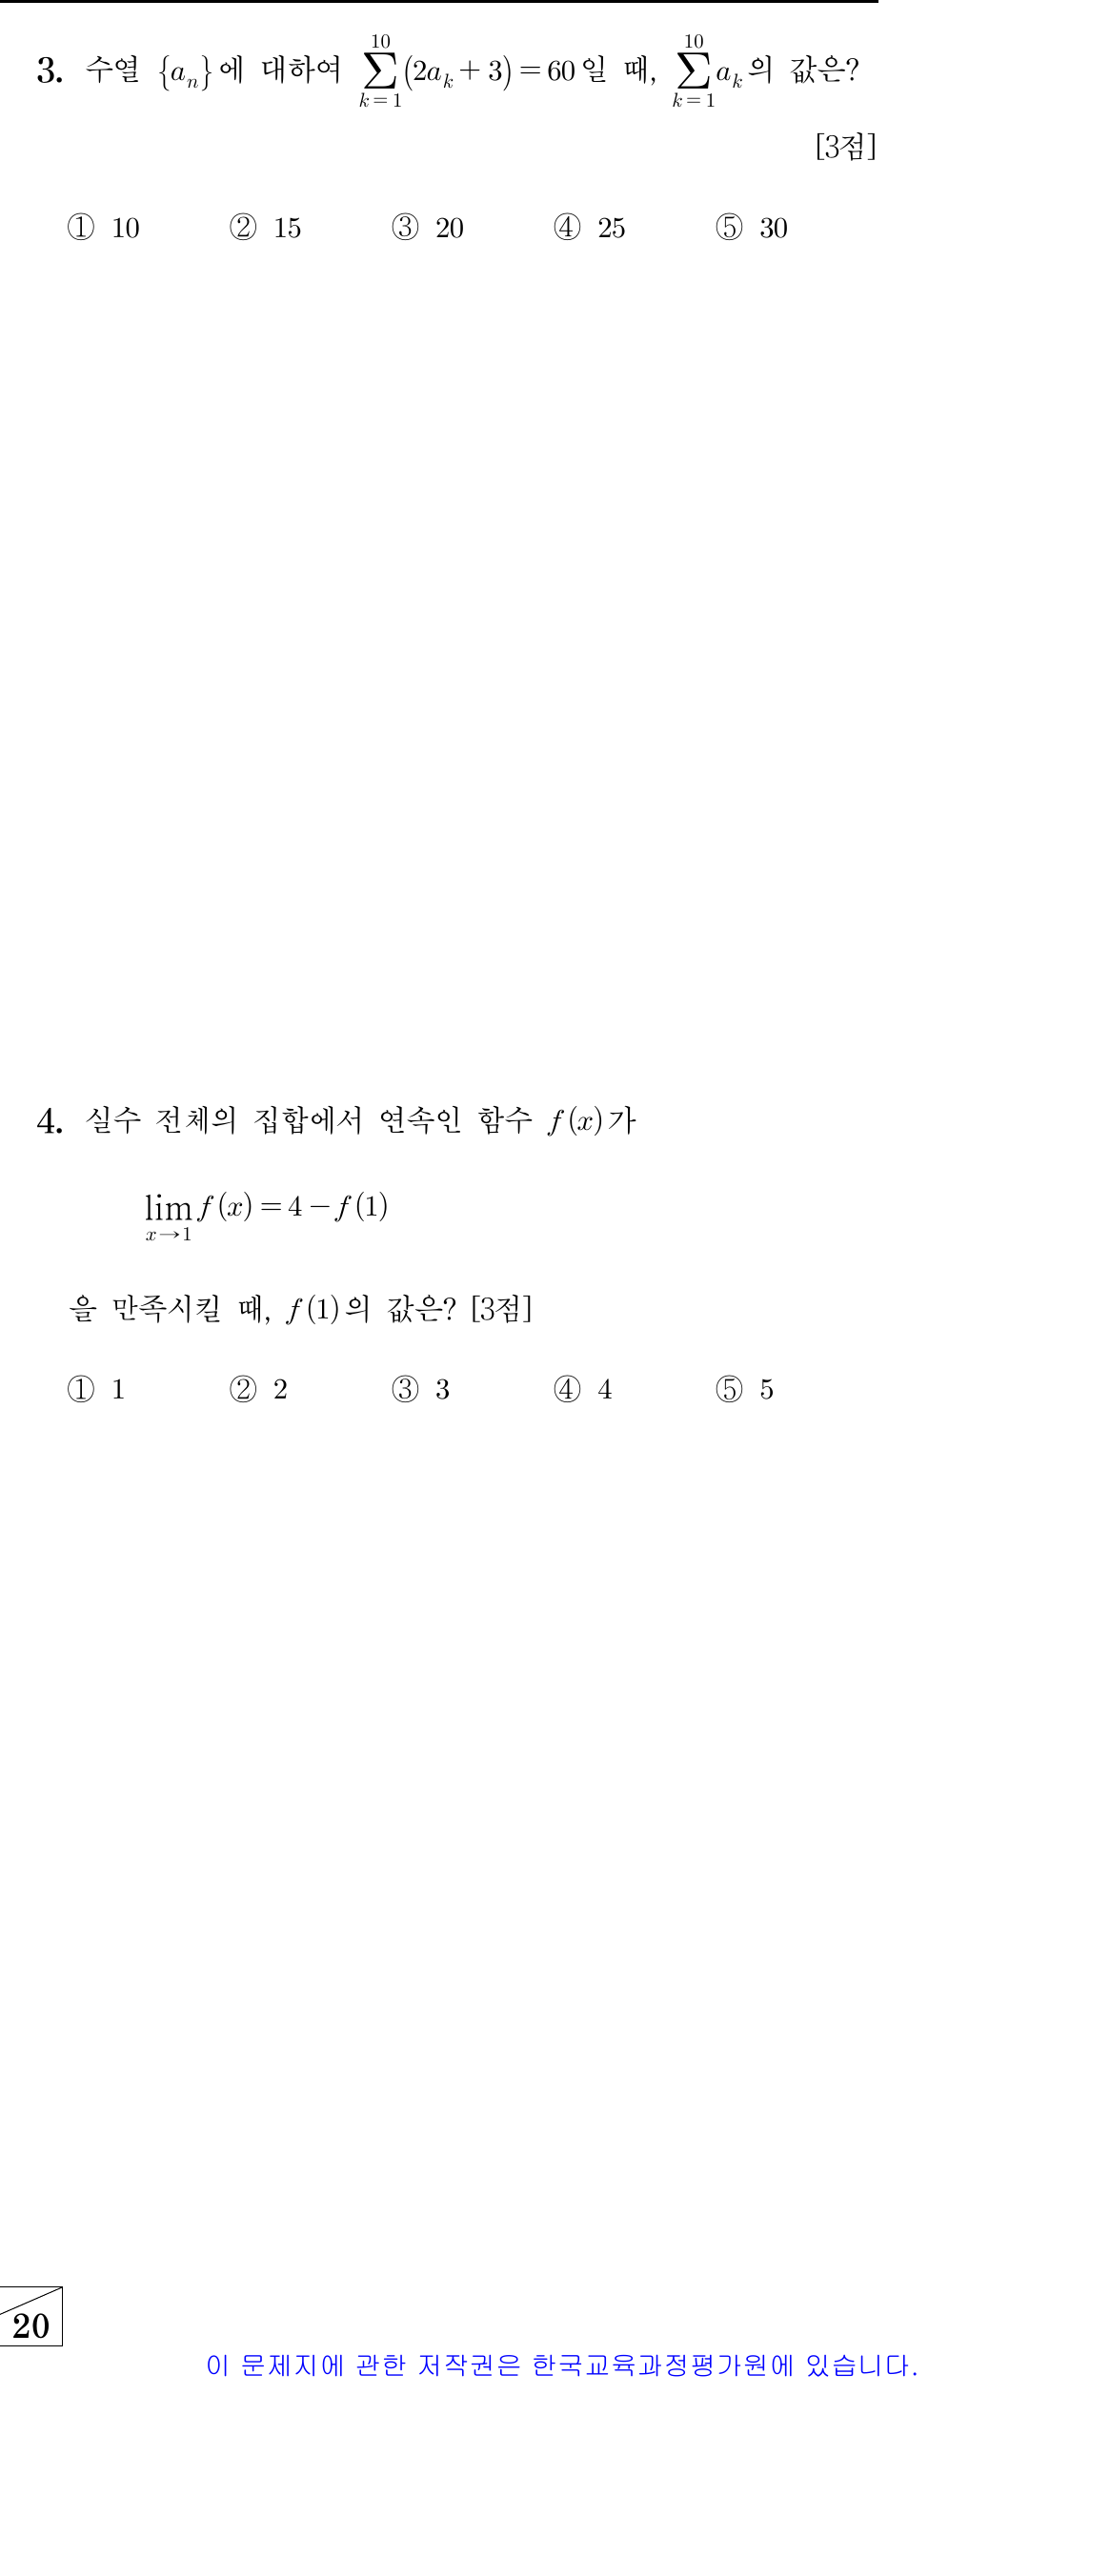 3. 수열 {aₙ}에 대하여 ∑_{k=1}^{10}(2a_k+3)=60일 때, ∑_{k=1}^{10}a_k의 값은?
[3점]
① 10 ② 15 ③ 20 ④ 25 ⑤ 30
4. 실수 전체의 집합에서 연속인 함수 f(x)가
lim_{x→1} f(x)=4-f(1)
을 만족시킬 때, f(1)의 값은? [3점]
① 1 ② 2 ③ 3 ④ 4 ⑤ 5
20
이 문제지에 관한 저작권은 한국교육과정평가원에 있습니다.